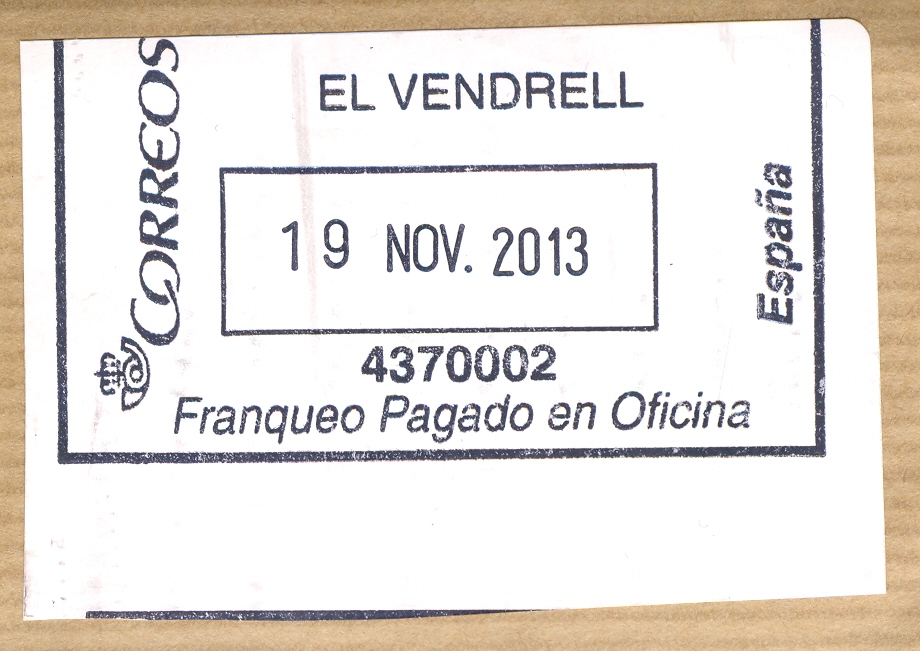 CORREOS
EL VENDRELL
19 NOV. 2013
España
4370002
Franqueo Pagado en Oficina